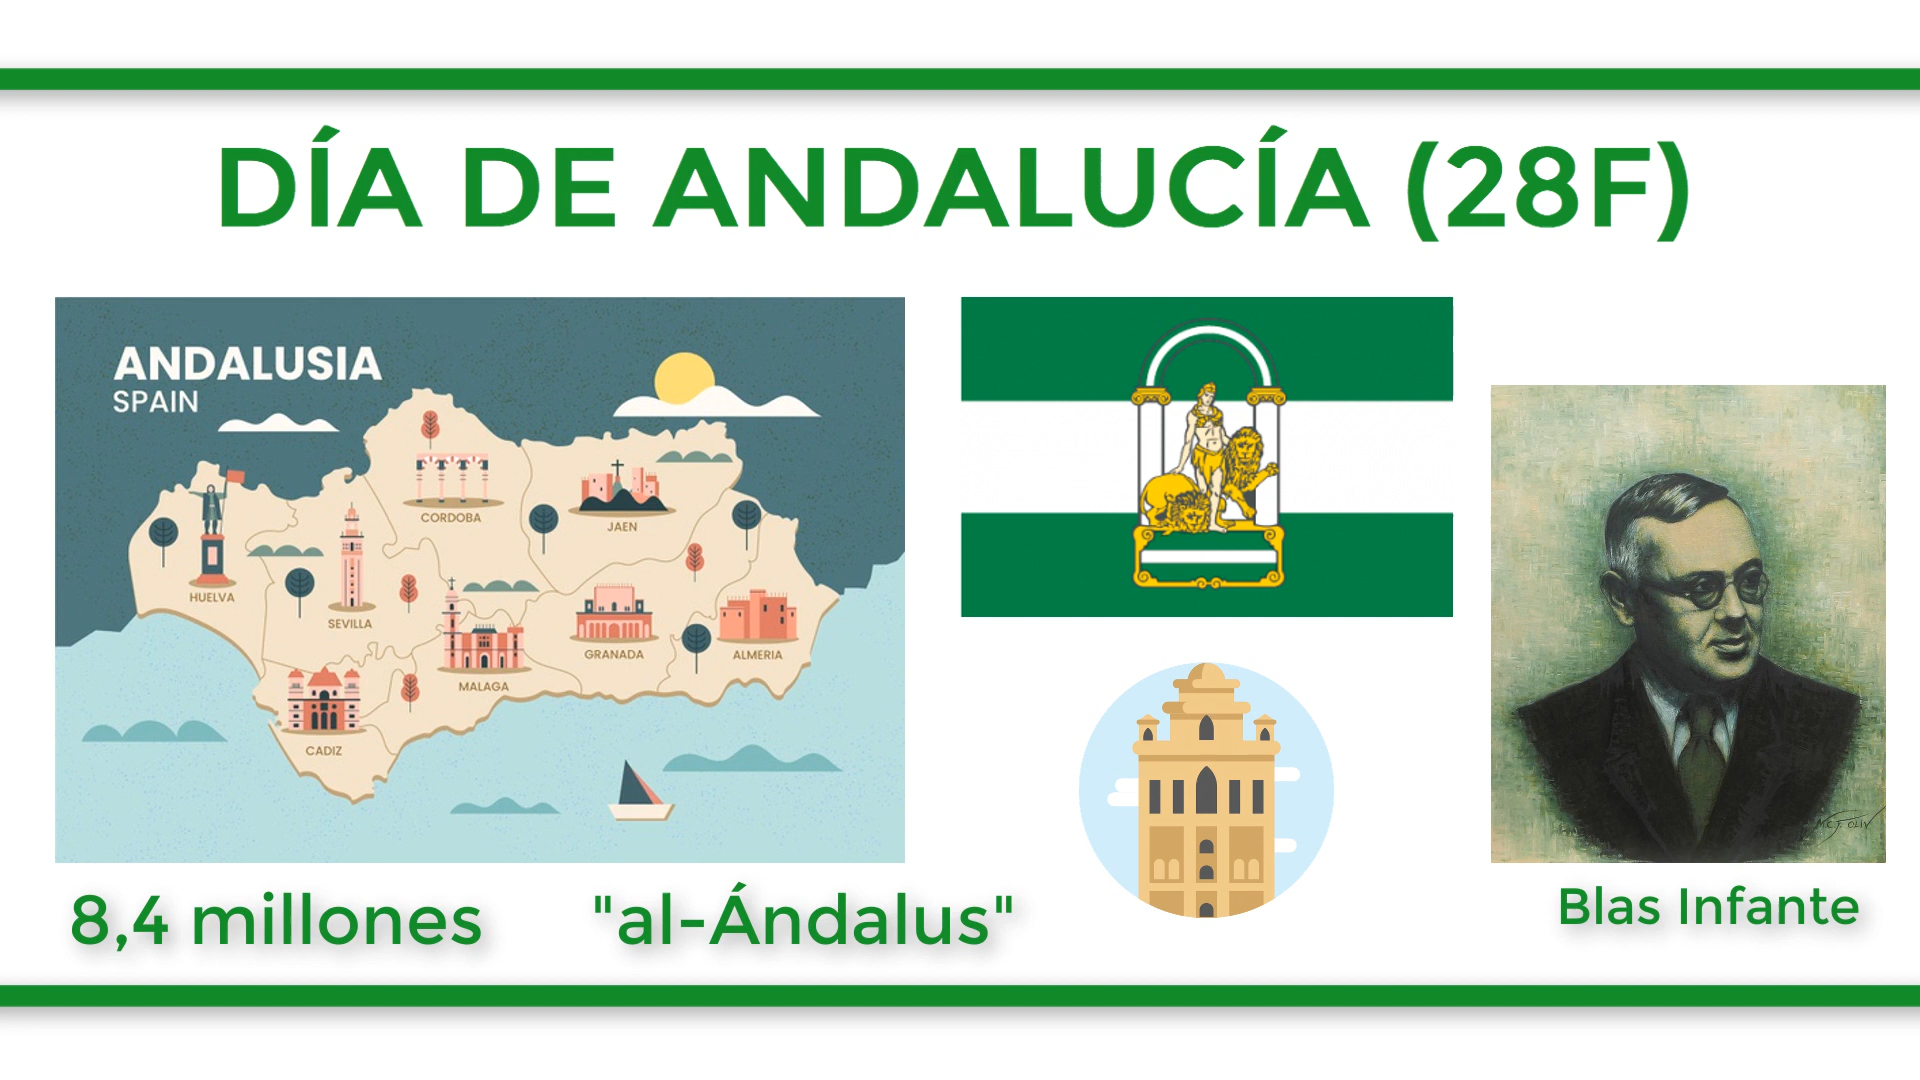 DÍA DE ANDALUCÍA (28F)
ANDALUSIA
SPAIN
CORDOBA
JAEN
HUELVA
SEVILLA
GRANADA
ALMERIA
MALAGA
CADIZ
8,4 millones
"al-Ándalus"
Blas Infante